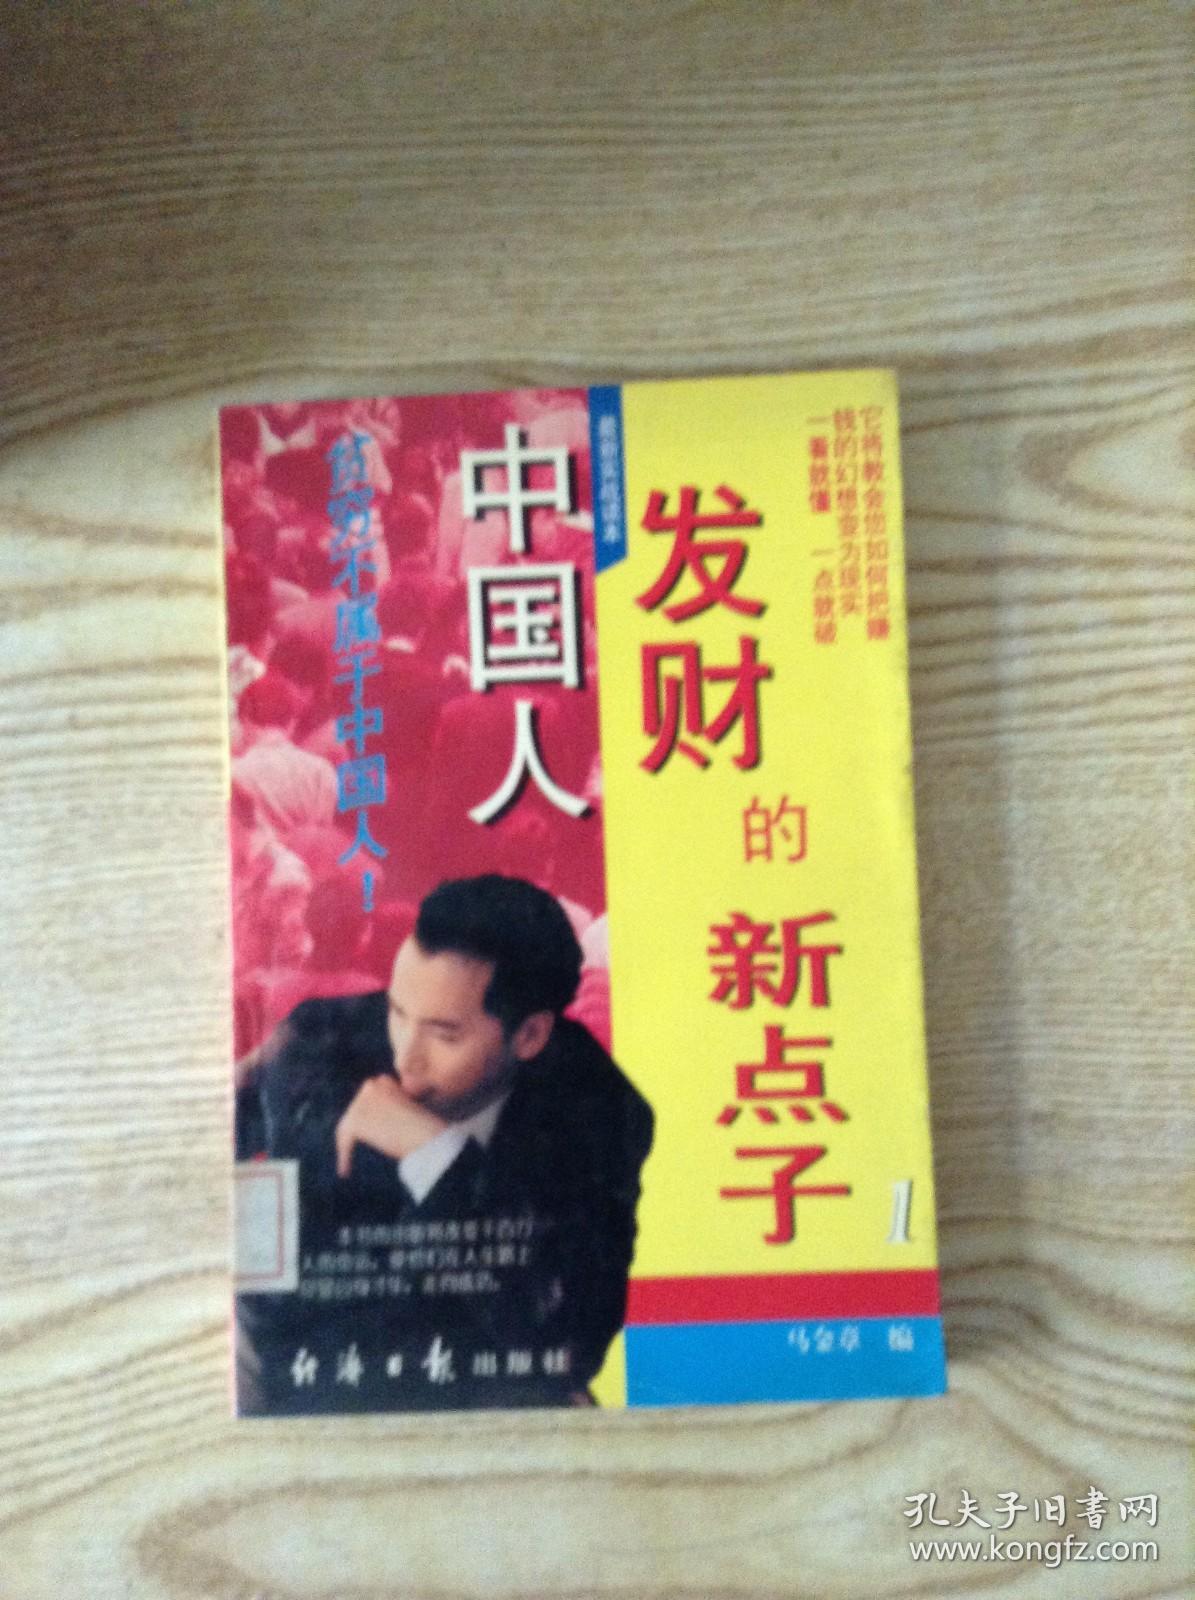 它将教会您如何把赚
钱的幻想变为现实
一看就懂 一点就破
中国人
发财
的
新点子
1
贫穷不属于中国人！
马金章 编
经济日报出版社
孔夫子旧书网
www.kongfz.com